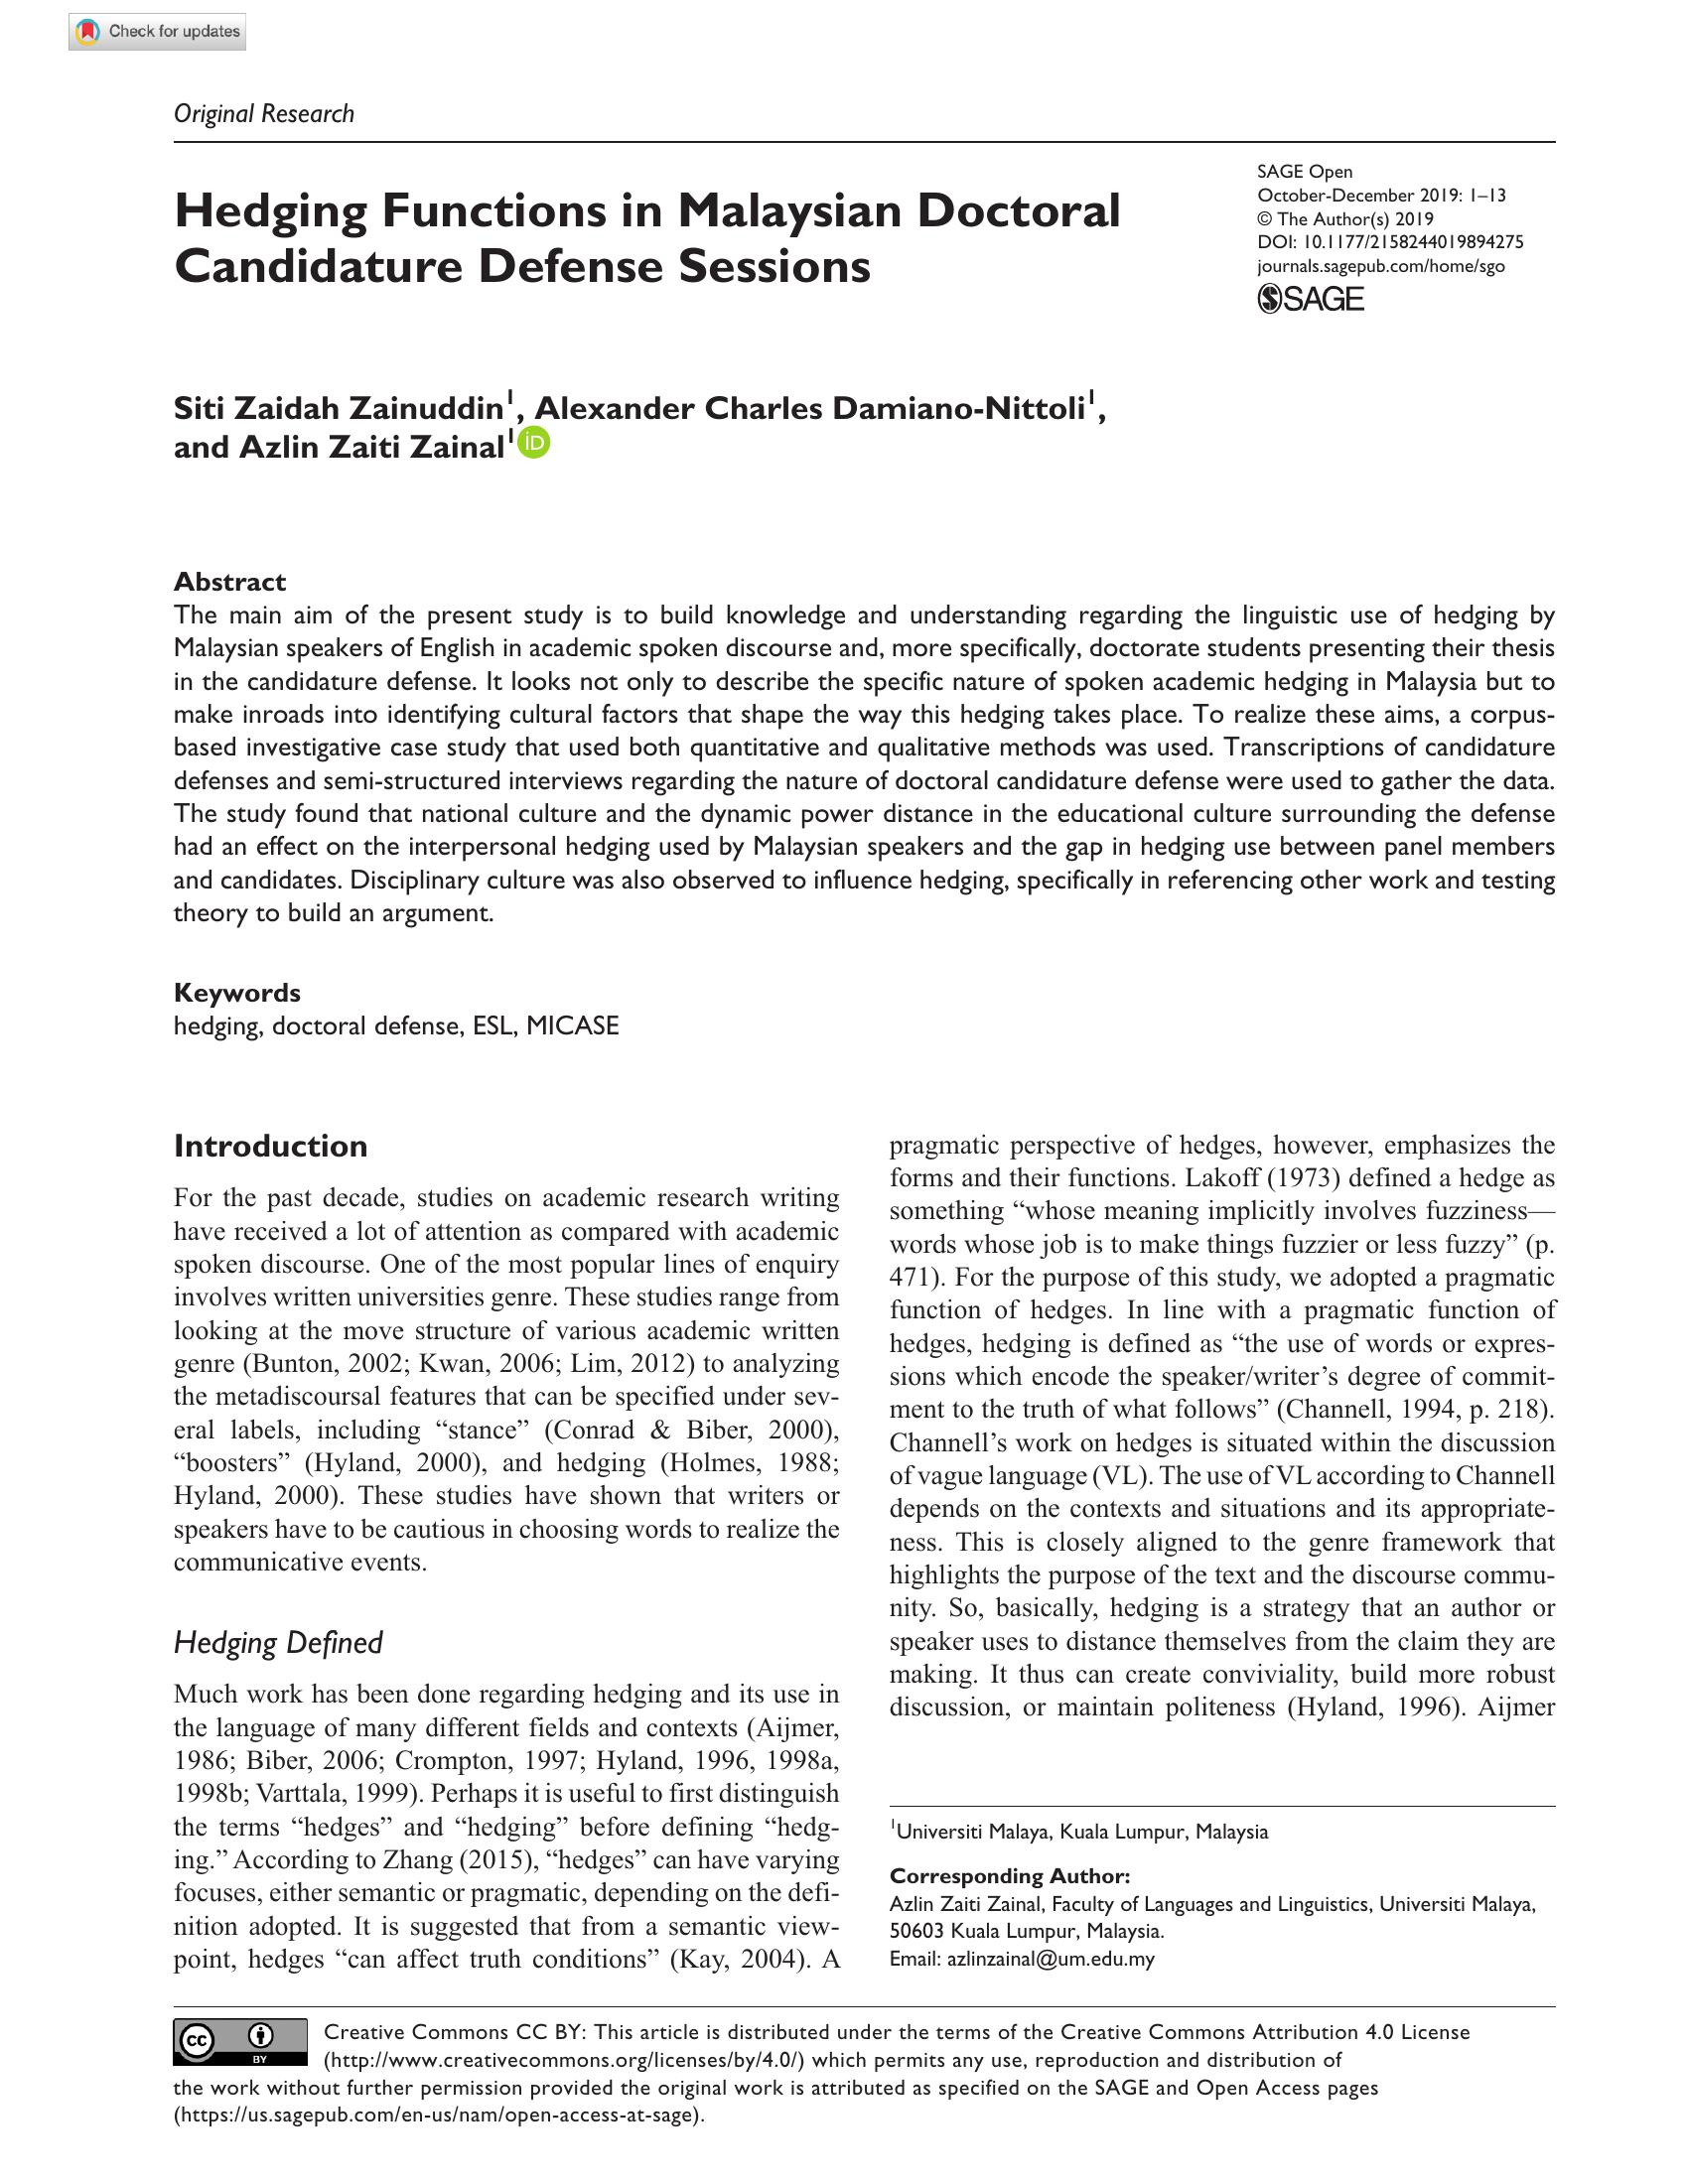 Check for updates
Original Research
SAGE Open
October-December 2019: 1–13
© The Author(s) 2019
DOI: 10.1177/2158244019894275
journals.sagepub.com/home/sgo
SAGE
Hedging Functions in Malaysian Doctoral
Candidature Defense Sessions
Siti Zaidah Zainuddin1, Alexander Charles Damiano-Nittoli1,
and Azlin Zaiti Zainal1 iD
Abstract
The main aim of the present study is to build knowledge and understanding regarding the linguistic use of hedging by
Malaysian speakers of English in academic spoken discourse and, more specifically, doctorate students presenting their thesis
in the candidature defense. It looks not only to describe the specific nature of spoken academic hedging in Malaysia but to
make inroads into identifying cultural factors that shape the way this hedging takes place. To realize these aims, a corpus-
based investigative case study that used both quantitative and qualitative methods was used. Transcriptions of candidature
defenses and semi-structured interviews regarding the nature of doctoral candidature defense were used to gather the data.
The study found that national culture and the dynamic power distance in the educational culture surrounding the defense
had an effect on the interpersonal hedging used by Malaysian speakers and the gap in hedging use between panel members
and candidates. Disciplinary culture was also observed to influence hedging, specifically in referencing other work and testing
theory to build an argument.
Keywords
hedging, doctoral defense, ESL, MICASE
Introduction
For the past decade, studies on academic research writing
have received a lot of attention as compared with academic
spoken discourse. One of the most popular lines of enquiry
involves written universities genre. These studies range from
looking at the move structure of various academic written
genre (Bunton, 2002; Kwan, 2006; Lim, 2012) to analyzing
the metadiscoursal features that can be specified under sev-
eral labels, including “stance” (Conrad & Biber, 2000),
“boosters” (Hyland, 2000), and hedging (Holmes, 1988;
Hyland, 2000). These studies have shown that writers or
speakers have to be cautious in choosing words to realize the
communicative events.
Hedging Defined
Much work has been done regarding hedging and its use in
the language of many different fields and contexts (Aijmer,
1986; Biber, 2006; Crompton, 1997; Hyland, 1996, 1998a,
1998b; Varttala, 1999). Perhaps it is useful to first distinguish
the terms “hedges” and “hedging” before defining “hedg-
ing.” According to Zhang (2015), “hedges” can have varying
focuses, either semantic or pragmatic, depending on the defi-
nition adopted. It is suggested that from a semantic view-
point, hedges “can affect truth conditions” (Kay, 2004). A
pragmatic perspective of hedges, however, emphasizes the
forms and their functions. Lakoff (1973) defined a hedge as
something “whose meaning implicitly involves fuzziness—
words whose job is to make things fuzzier or less fuzzy” (p.
471). For the purpose of this study, we adopted a pragmatic
function of hedges. In line with a pragmatic function of
hedges, hedging is defined as “the use of words or expres-
sions which encode the speaker/writer’s degree of commit-
ment to the truth of what follows” (Channell, 1994, p. 218).
Channell’s work on hedges is situated within the discussion
of vague language (VL). The use of VL according to Channell
depends on the contexts and situations and its appropriate-
ness. This is closely aligned to the genre framework that
highlights the purpose of the text and the discourse commu-
nity. So, basically, hedging is a strategy that an author or
speaker uses to distance themselves from the claim they are
making. It thus can create conviviality, build more robust
discussion, or maintain politeness (Hyland, 1996). Aijmer
1Universiti Malaya, Kuala Lumpur, Malaysia
Corresponding Author:
Azlin Zaiti Zainal, Faculty of Languages and Linguistics, Universiti Malaya,
50603 Kuala Lumpur, Malaysia.
Email: azlinzainal@um.edu.my
CC BY
Creative Commons CC BY: This article is distributed under the terms of the Creative Commons Attribution 4.0 License
(http://www.creativecommons.org/licenses/by/4.0/) which permits any use, reproduction and distribution of
the work without further permission provided the original work is attributed as specified on the SAGE and Open Access pages
(https://us.sagepub.com/en-us/nam/open-access-at-sage).